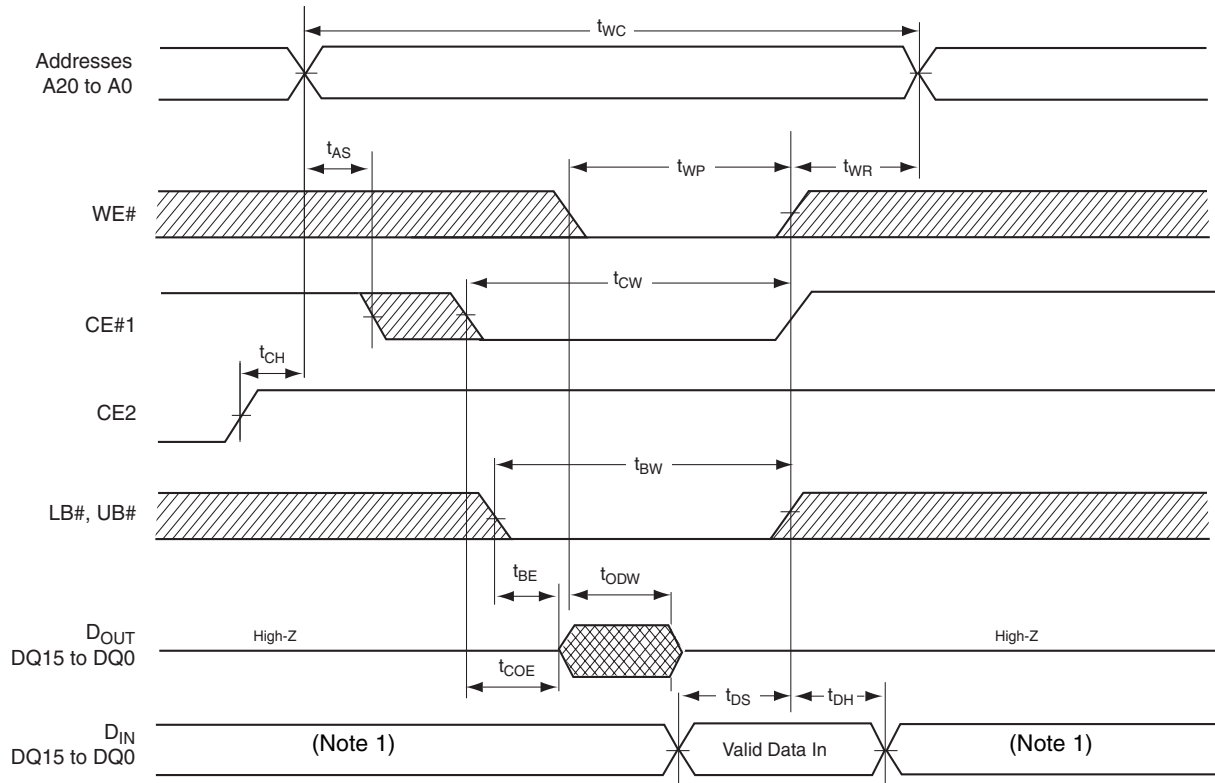 tWC
Addresses
A20 to A0
tAS
tWP
tWR
WE#
tCW
CE#1
tCH
CE2
tBW
LB#, UB#
tBE
tODW
DOUT
DQ15 to DQ0
High-Z
High-Z
tCOE
tDS
tDH
DIN
DQ15 to DQ0
(Note 1)
Valid Data In
(Note 1)